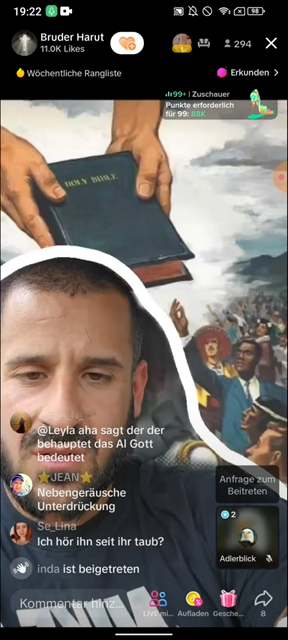 19:22
98
Bruder Harut
11.0K Likes
294
Wöchentliche Rangliste
Erkunden >
99+ | Zuschauer
Punkte erforderlich
für 99: 88K
HOLY BIBLE
@Leyla aha sagt der der
behauptet das Al Gott
bedeutet
JEAN
Nebengeräusche
Unterdrückung
Se_Lina
Ich hör ihn seit ihr taub?
inda ist beigetreten
Anfrage zum
Beitreten
2
Adlerblick
Kommentar hinz...
LIVE mi...
Aufladen
Gesche...
8